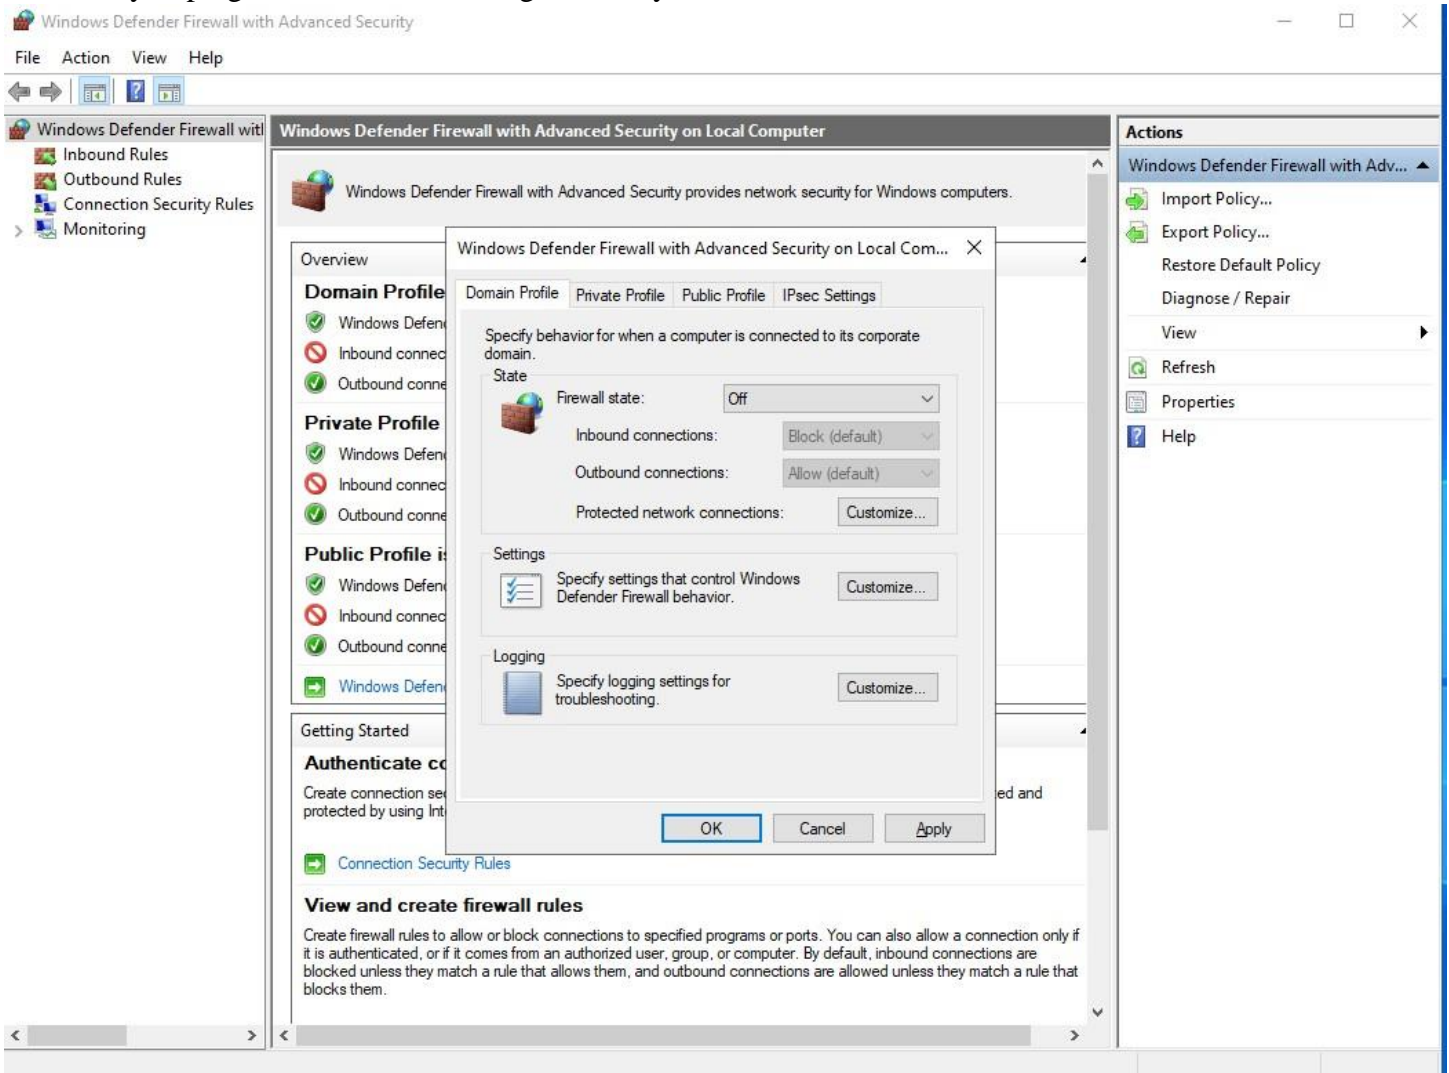 Windows Defender Firewall with Advanced Security
File Action View Help
Windows Defender Firewall witl
Inbound Rules
Outbound Rules
Connection Security Rules
Monitoring
Windows Defender Firewall with Advanced Security on Local Computer
Windows Defender Firewall with Advanced Security provides network security for Windows computers.
Overview
Domain Profile
Windows Defen
Inbound connec
Outbound conne
Private Profile
Windows Defen
Inbound connec
Outbound conne
Public Profile is
Windows Defen
Inbound connec
Outbound conne
Windows Defen
Getting Started
Authenticate co
Create connection sec
ed and
protected by using Int
Connection Security Rules
View and create firewall rules
Create firewall rules to allow or block connections to specified programs or ports. You can also allow a connection only if
it is authenticated, or if it comes from an authorized user, group, or computer. By default, inbound connections are
blocked unless they match a rule that allows them, and outbound connections are allowed unless they match a rule that
blocks them.
Windows Defender Firewall with Advanced Security on Local Com...
Domain Profile Private Profile Public Profile IPsec Settings
Specify behavior for when a computer is connected to its corporate
domain.
State
Firewall state: Off
Inbound connections: Block (default)
Outbound connections: Allow (default)
Protected network connections: Customize...
Settings
Specify settings that control Windows
Defender Firewall behavior.
Customize...
Logging
Specify logging settings for
troubleshooting.
Customize...
OK Cancel Apply
Actions
Windows Defender Firewall with Adv...
Import Policy...
Export Policy...
Restore Default Policy
Diagnose / Repair
View
Refresh
Properties
Help